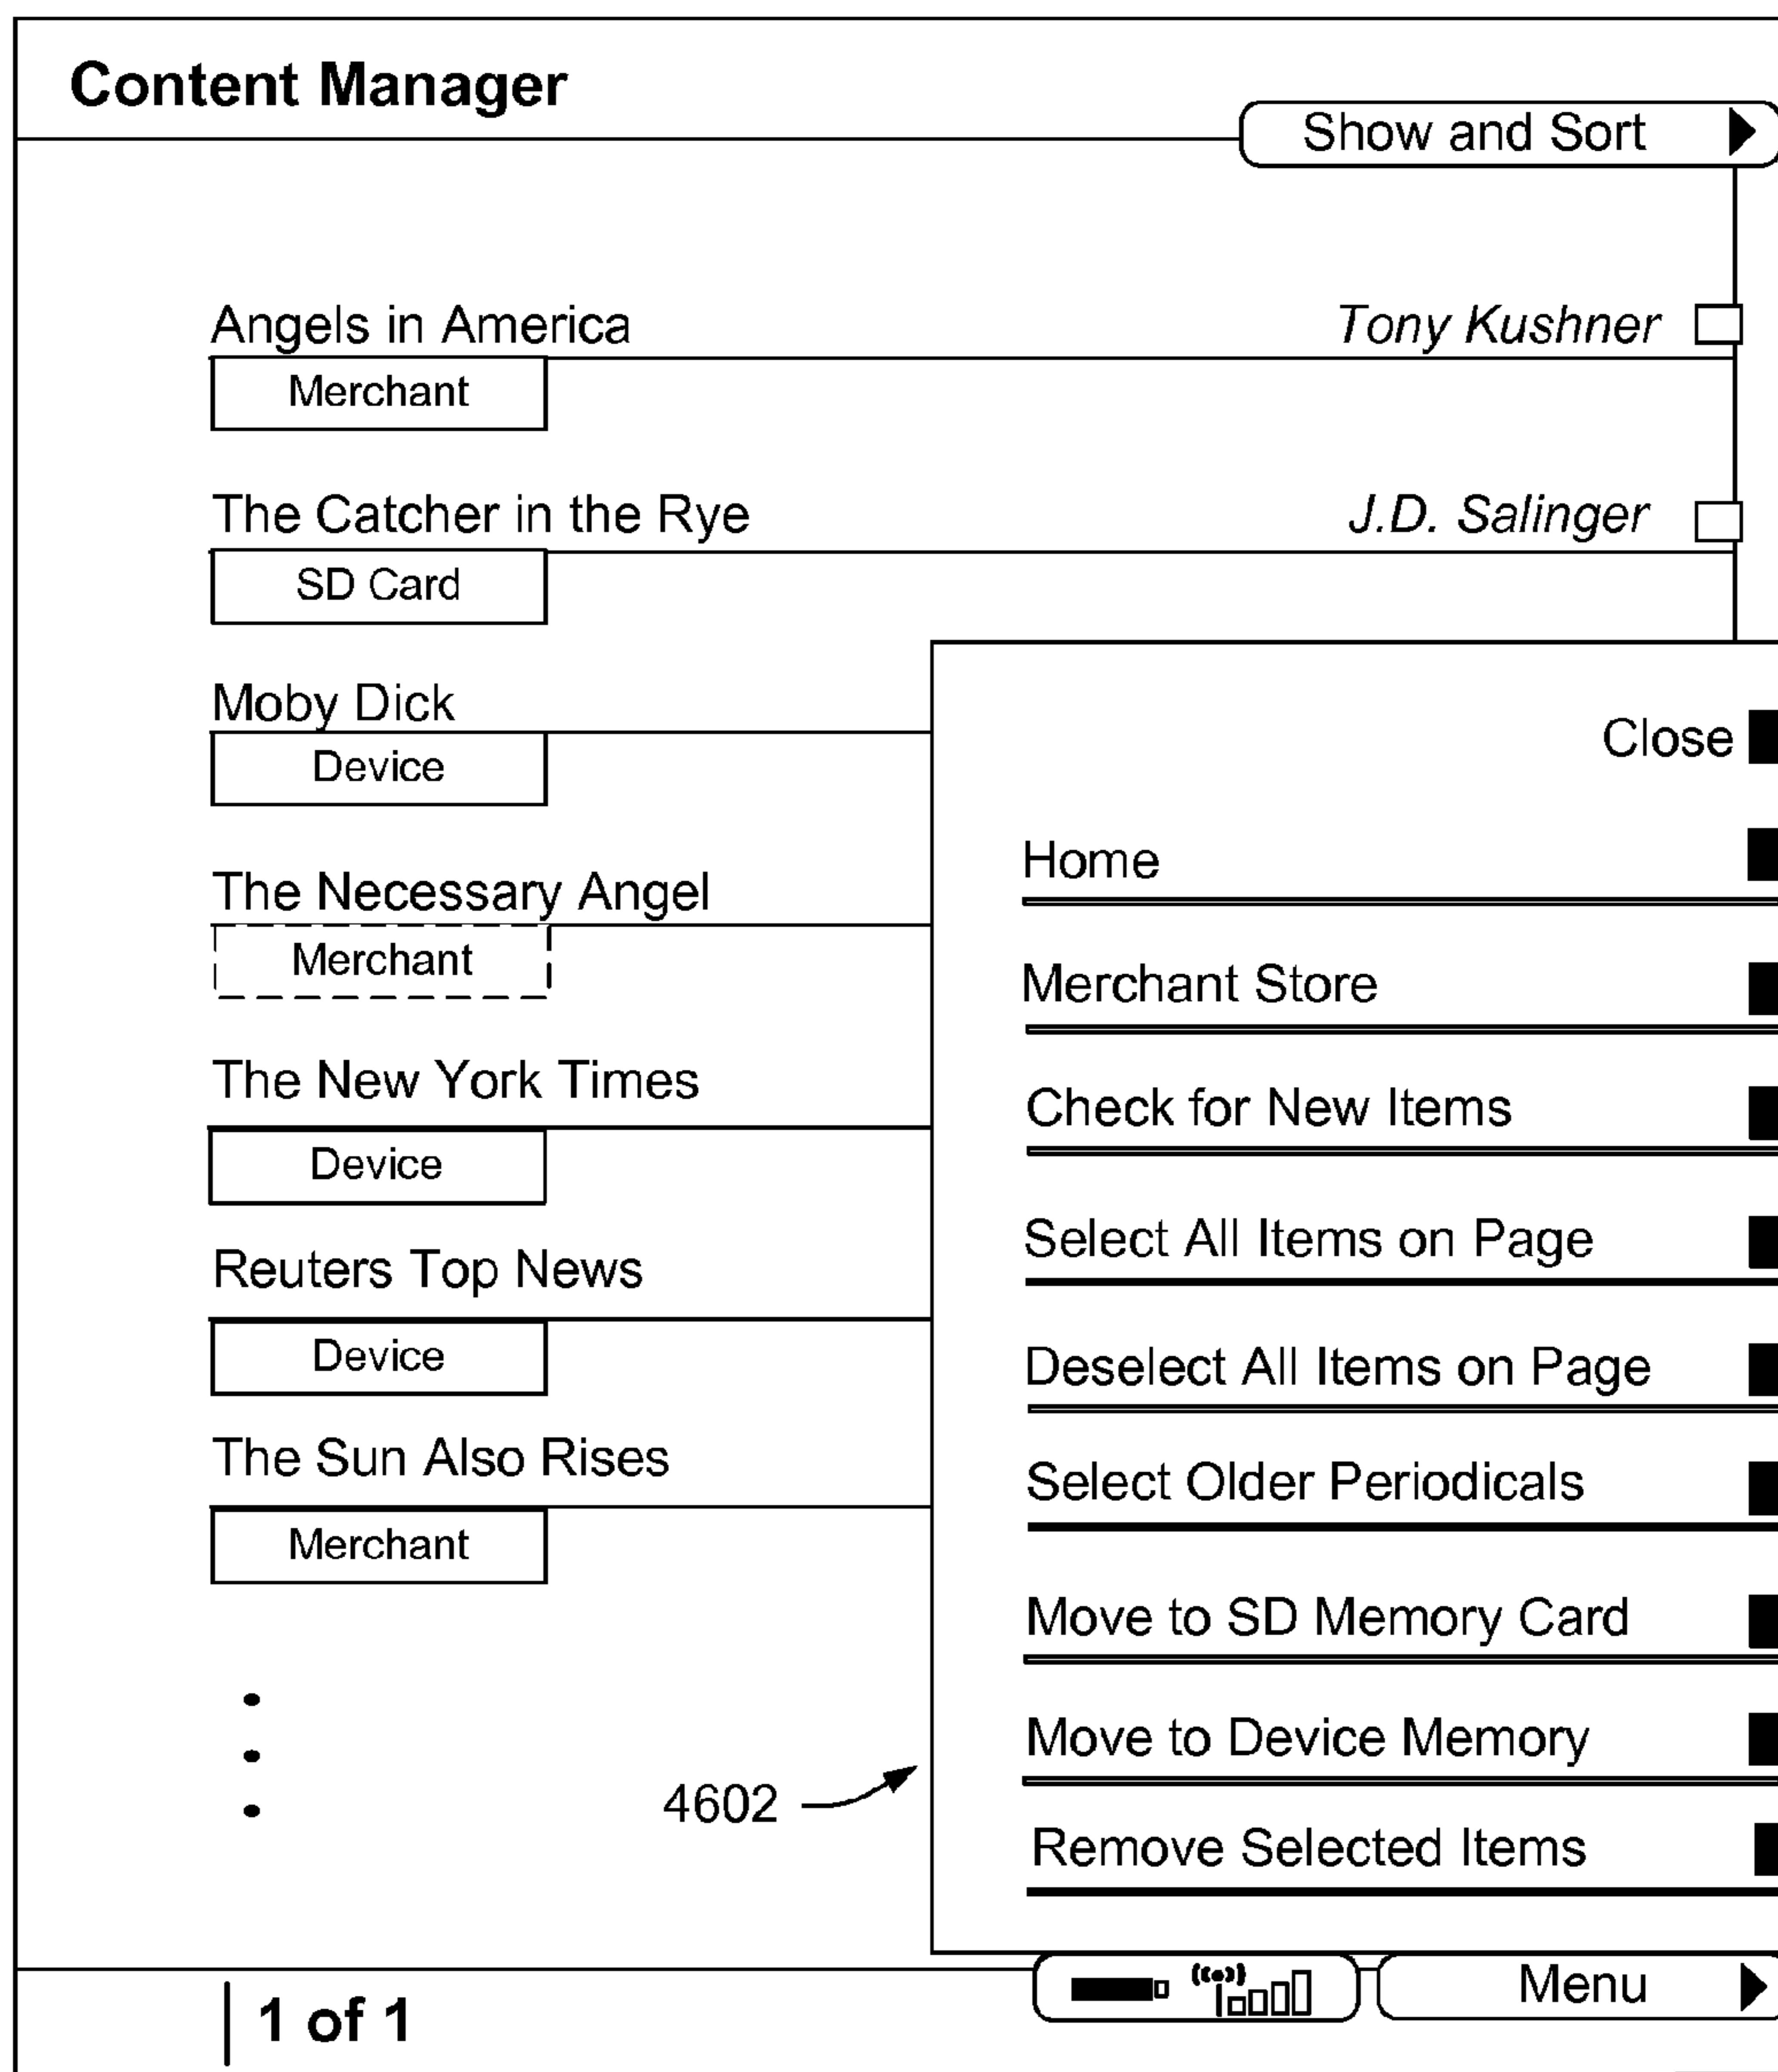 Content Manager
Show and Sort
Angels in America Tony Kushner
Merchant
The Catcher in the Rye J.D. Salinger
SD Card
Moby Dick
Device
The Necessary Angel
Merchant
The New York Times
Device
Reuters Top News
Device
The Sun Also Rises
Merchant
4602
Close
Home
Merchant Store
Check for New Items
Select All Items on Page
Deselect All Items on Page
Select Older Periodicals
Move to SD Memory Card
Move to Device Memory
Remove Selected Items
1 of 1
Menu